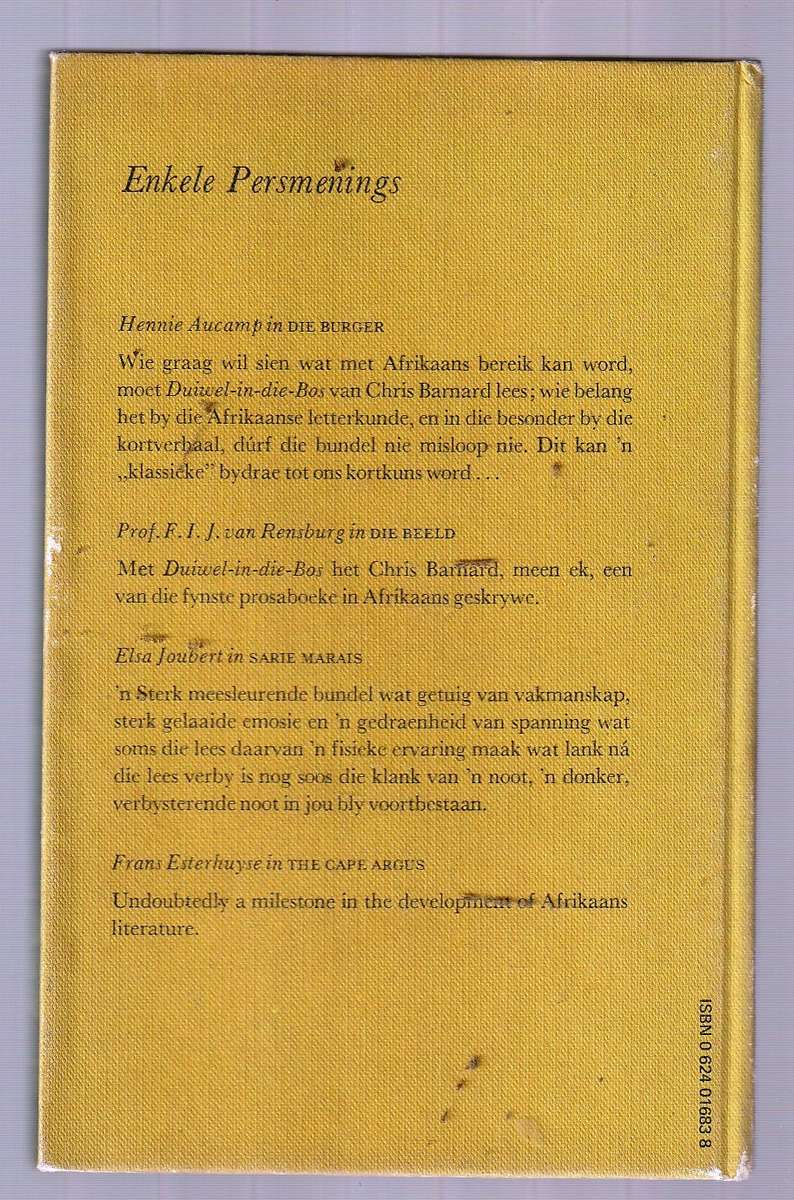 Enkele Persmenings
Hennie Aucamp in DIE BURGER
Wie graag wil sien wat met Afrikaans bereik kan word,
moet Duiwel-in-die-Bos van Chris Barnard lees; wie belang
het by die Afrikaanse letterkunde, en in die besonder by die
kortverhaal, dúrf die bundel nie misloop nie. Dit kan 'n
„klassieke” bydrae tot ons kortkuns word...
Prof. F. I. J. van Rensburg in DIE BEELD
Met Duiwel-in-die-Bos het Chris Barnard, meen ek, een
van die fynste prosaboeke in Afrikaans geskrywe.
Elsa Joubert in SARIE MARAIS
'n Sterk meesleurende bundel wat getuig van vakmanskap,
sterk gelaaide emosie en 'n gedraenheid van spanning wat
soms die lees daarvan 'n fisieke ervaring maak wat lank ná
die lees verby is nog soos die klank van 'n noot, 'n donker,
verbysterende noot in jou bly voortbestaan.
Frans Esterhuyse in THE CAPE ARGUS
Undoubtedly a milestone in the development of Afrikaans
literature.
ISBN 0 624 01683 8